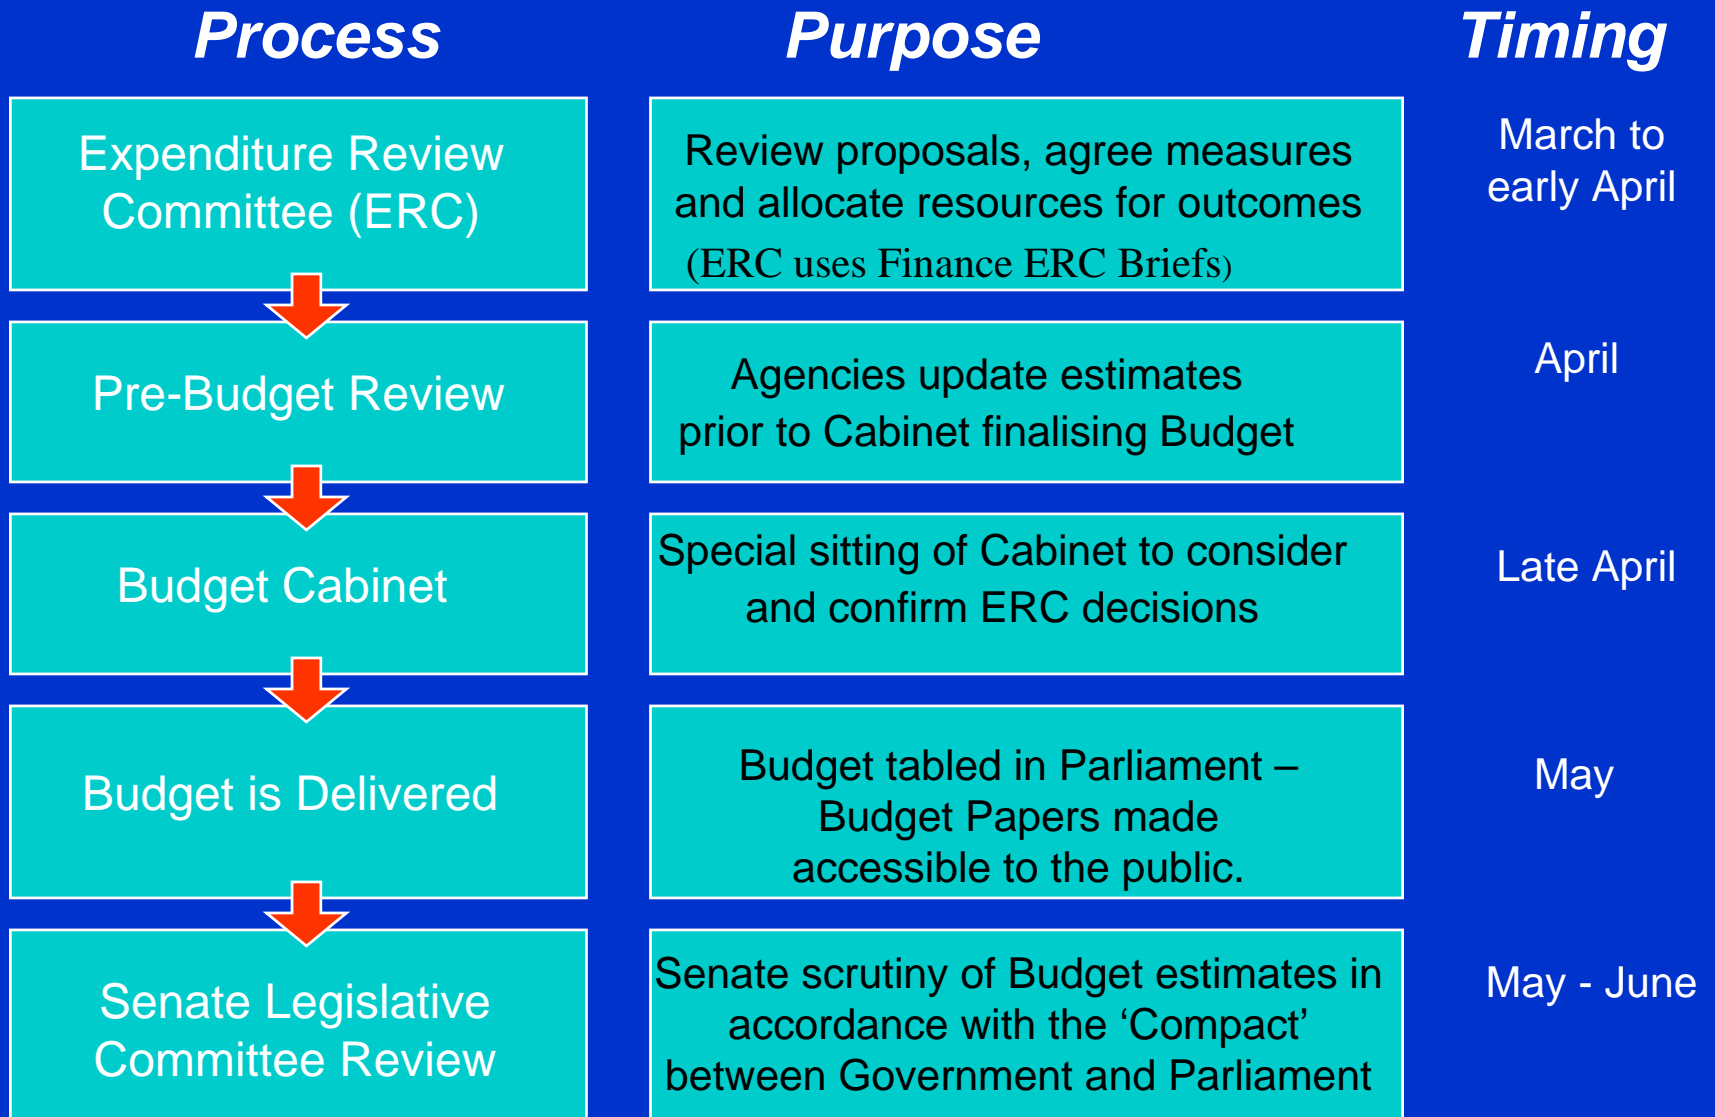 Process
Purpose
Timing
Expenditure Review
Committee (ERC)
Review proposals, agree measures
and allocate resources for outcomes
(ERC uses Finance ERC Briefs)
March to
early April
Pre-Budget Review
Agencies update estimates
prior to Cabinet finalising Budget
April
Budget Cabinet
Special sitting of Cabinet to consider
and confirm ERC decisions
Late April
Budget is Delivered
Budget tabled in Parliament –
Budget Papers made
accessible to the public.
May
Senate Legislative
Committee Review
Senate scrutiny of Budget estimates in
accordance with the ‘Compact’
between Government and Parliament
May - June